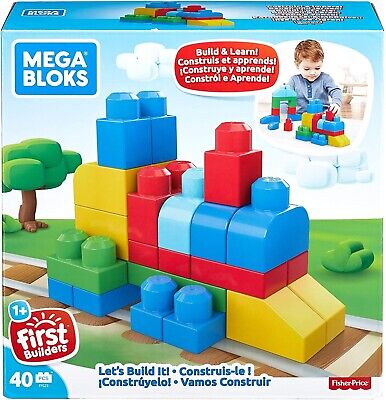 MEGA
BLOKS
Build & Learn!
Construis et apprends!
¡Construye y aprende!
Constrói e Aprende!
1+
first
Builders
40 PCS
Let's Build It! • Construis-le !
¡Constrúyelo! • Vamos Construir
Fisher-Price